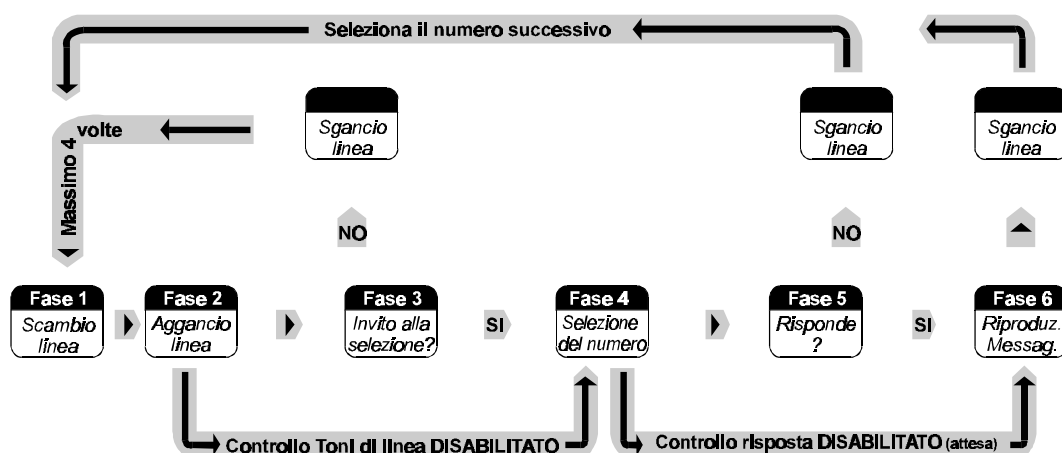 Seleziona il numero successivo
volte
Massimo 4
Sgancio
linea
Sgancio
linea
Sgancio
linea
NO
NO
Fase 1
Scambio
linea
Fase 2
Aggancio
linea
Fase 3
Invito alla
selezione?
SI
Fase 4
Selezione
del numero
Fase 5
Risponde
?
SI
Fase 6
Riproduz.
Messag.
Controllo Toni di linea DISABILITATO
Controllo risposta DISABILITATO (attesa)